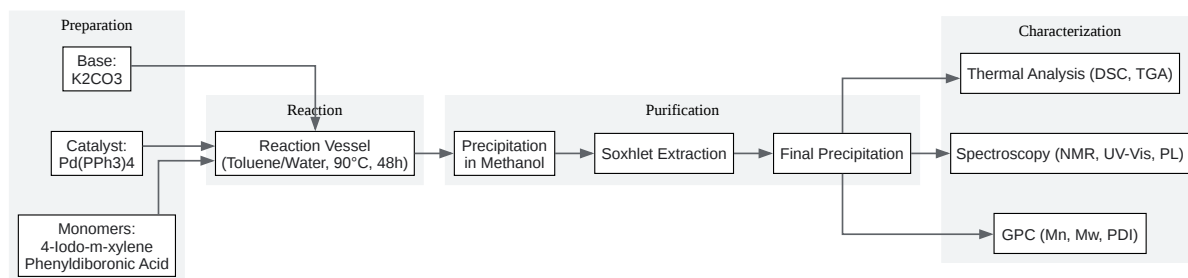 Preparation
Base:
K2CO3
Catalyst:
Pd(PPh3)4
Monomers:
4-Iodo-m-xylene
Phenyldiboronic Acid
Reaction
Reaction Vessel
(Toluene/Water, 90°C, 48h)
Purification
Precipitation
in Methanol
Soxhlet Extraction
Final Precipitation
Characterization
Thermal Analysis (DSC, TGA)
Spectroscopy (NMR, UV-Vis, PL)
GPC (Mn, Mw, PDI)